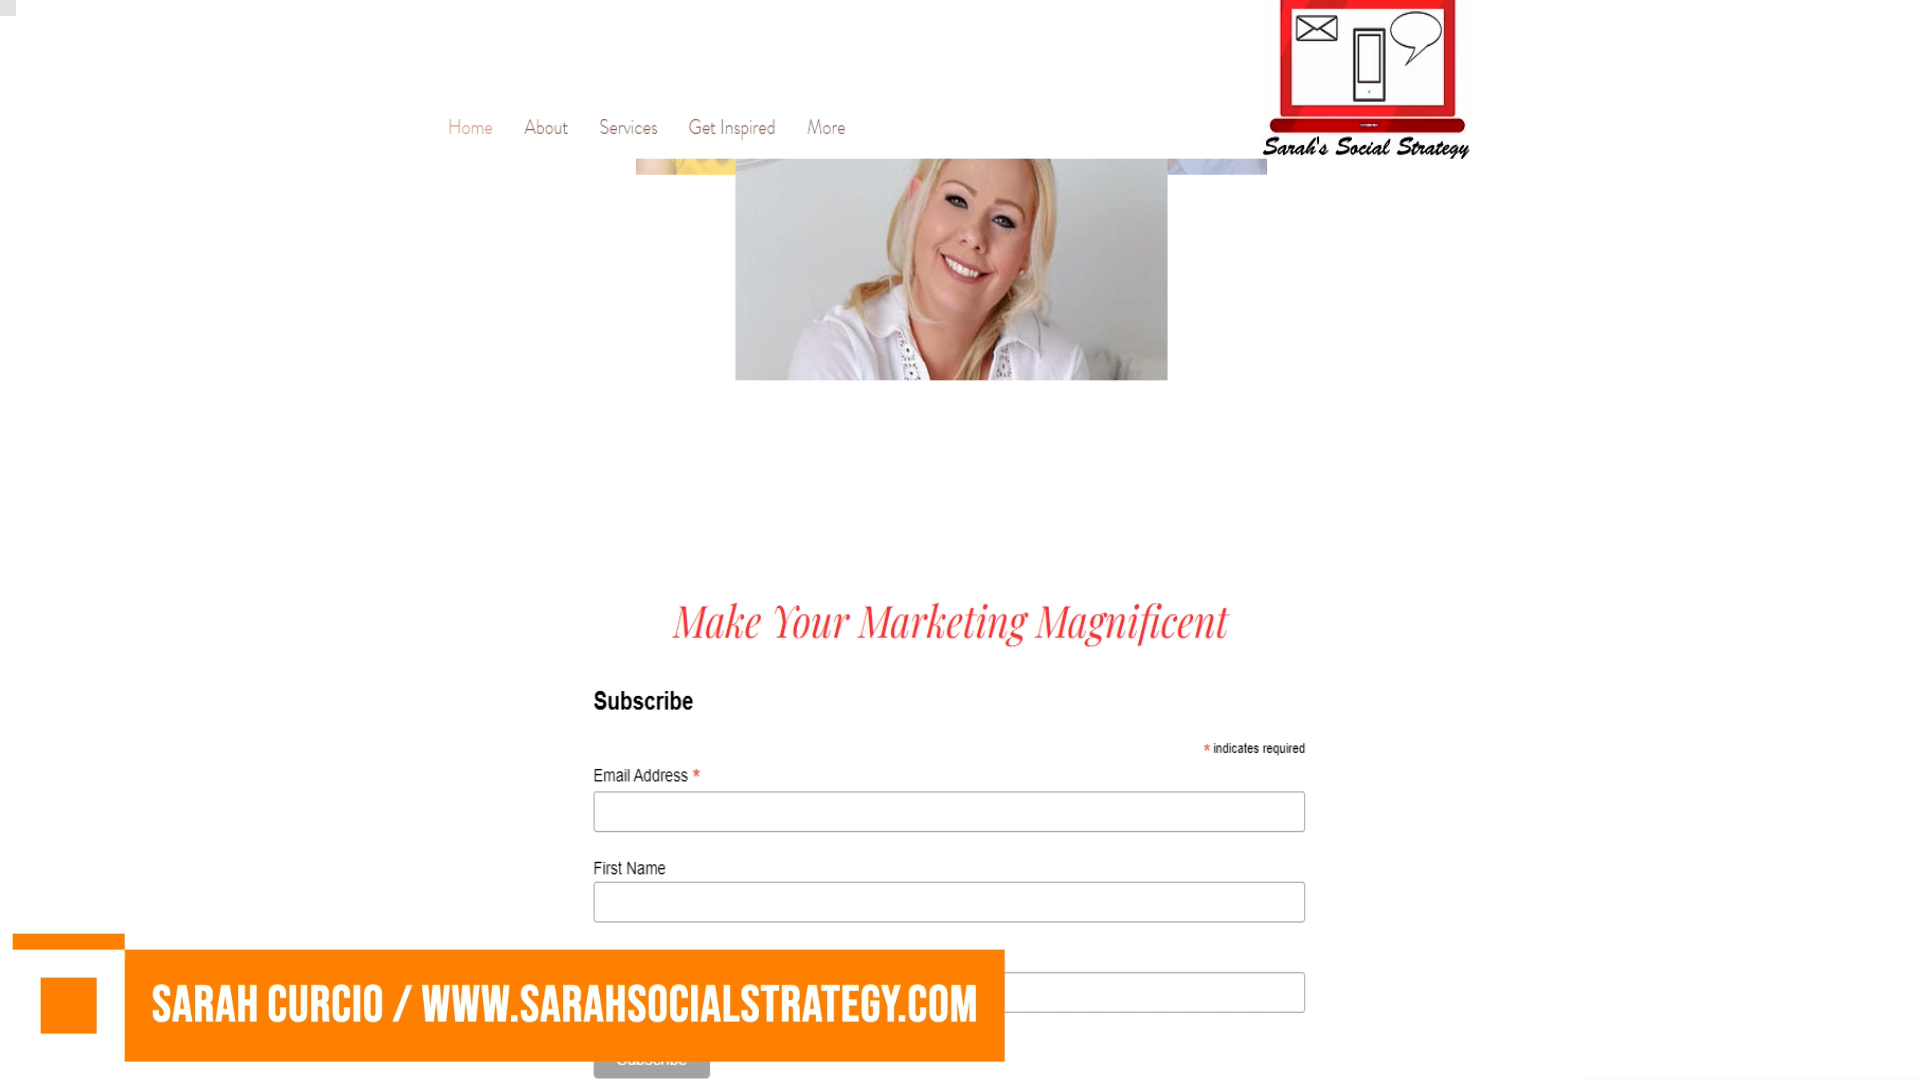 Home About Services Get Inspired More
Sarah's Social Strategy
Make Your Marketing Magnificent
Subscribe
* indicates required
Email Address *
First Name
SARAH CURCIO / WWW.SARAHSOCIALSTRATEGY.COM
Subscribe